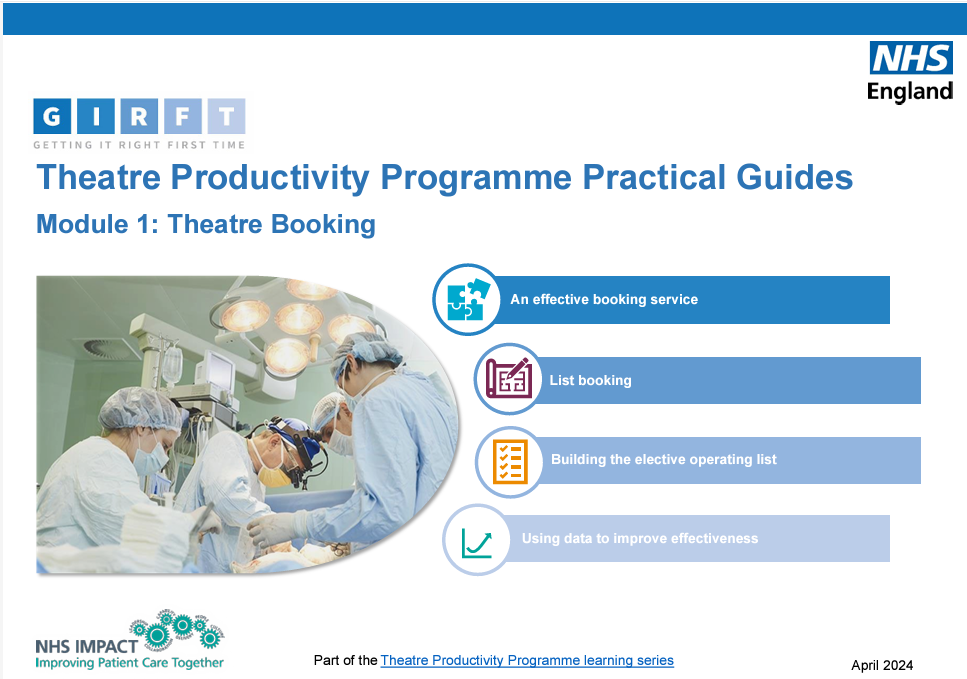 NHS
England
G I R F T
GETTING IT RIGHT FIRST TIME
Theatre Productivity Programme Practical Guides
Module 1: Theatre Booking
An effective booking service
List booking
Building the elective operating list
Using data to improve effectiveness
NHS IMPACT
Improving Patient Care Together
Part of the Theatre Productivity Programme learning series
April 2024